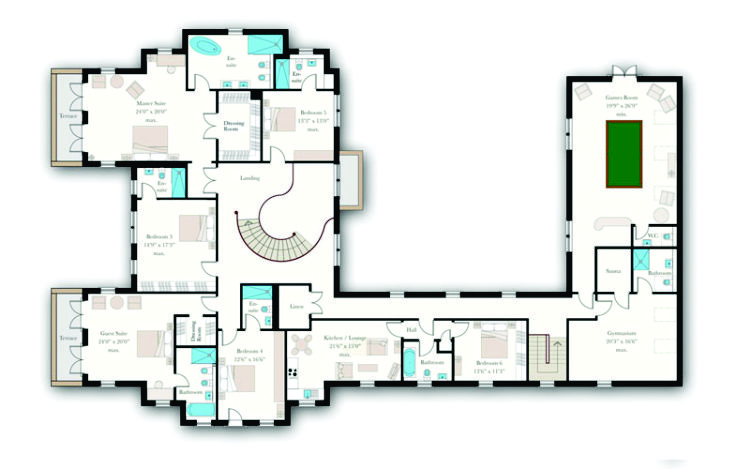 En-
suite
En-
suite
Master Suite
24'0" x 20'0"
max.
Terrace
Dressing
Room
Bedroom 5
13'3" x 13'0"
max.
Games Room
19'9" x 26'9"
min.
En-
suite
Landing
Bedroom 3
14'9" x 17'3"
max.
W.C.
Sauna
Bathroom
En-
suite
Linen
Guest Suite
24'0" x 20'0"
max.
Terrace
Dressing
Room
Hall
Kitchen / Lounge
21'6" x 15'0"
max.
Gymnasium
20'3" x 16'6"
max.
Bedroom 4
12'6" x 16'6"
Bathroom
Bedroom 6
13'6" x 11'3"
Bathroom